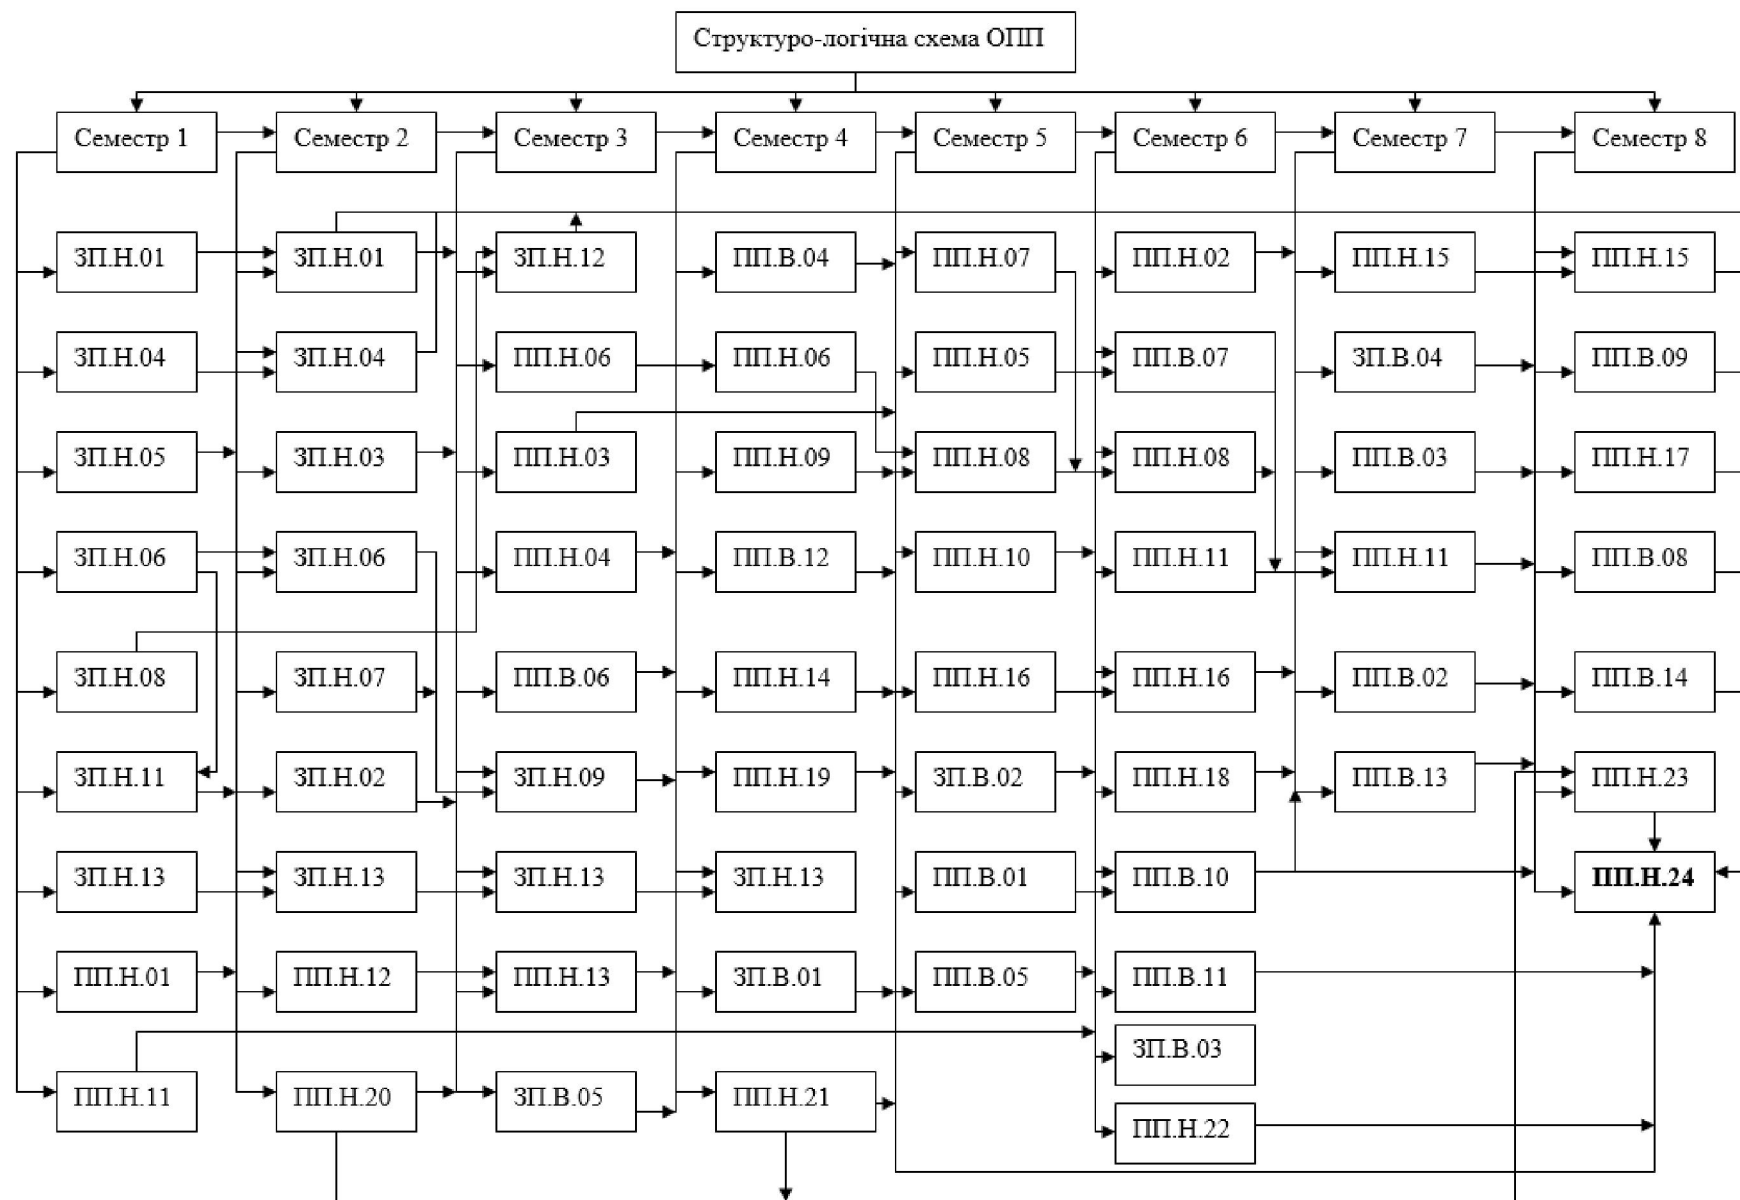 Структуро-логічна схема ОПП
Семестр 1
Семестр 2
Семестр 3
Семестр 4
Семестр 5
Семестр 6
Семестр 7
Семестр 8
ЗП.Н.01
ЗП.Н.01
ЗП.Н.12
ПП.В.04
ПП.Н.07
ПП.Н.02
ПП.Н.15
ПП.Н.15
ЗП.Н.04
ЗП.Н.04
ПП.Н.06
ПП.Н.06
ПП.Н.05
ПП.В.07
ЗП.В.04
ПП.В.09
ЗП.Н.05
ЗП.Н.03
ПП.Н.03
ПП.Н.09
ПП.Н.08
ПП.Н.08
ПП.В.03
ПП.Н.17
ЗП.Н.06
ЗП.Н.06
ПП.Н.04
ПП.В.12
ПП.Н.10
ПП.Н.11
ПП.Н.11
ПП.В.08
ЗП.Н.08
ЗП.Н.07
ПП.В.06
ПП.Н.14
ПП.Н.16
ПП.Н.16
ПП.В.02
ПП.В.14
ЗП.Н.11
ЗП.Н.02
ЗП.Н.09
ПП.Н.19
ЗП.В.02
ПП.Н.18
ПП.В.13
ПП.Н.23
ЗП.Н.13
ЗП.Н.13
ЗП.Н.13
ЗП.Н.13
ПП.В.01
ПП.В.10
ПП.Н.24
ПП.Н.01
ПП.Н.12
ПП.Н.13
ЗП.В.01
ПП.В.05
ПП.В.11
ЗП.В.03
ПП.Н.11
ПП.Н.20
ЗП.В.05
ПП.Н.21
ПП.Н.22